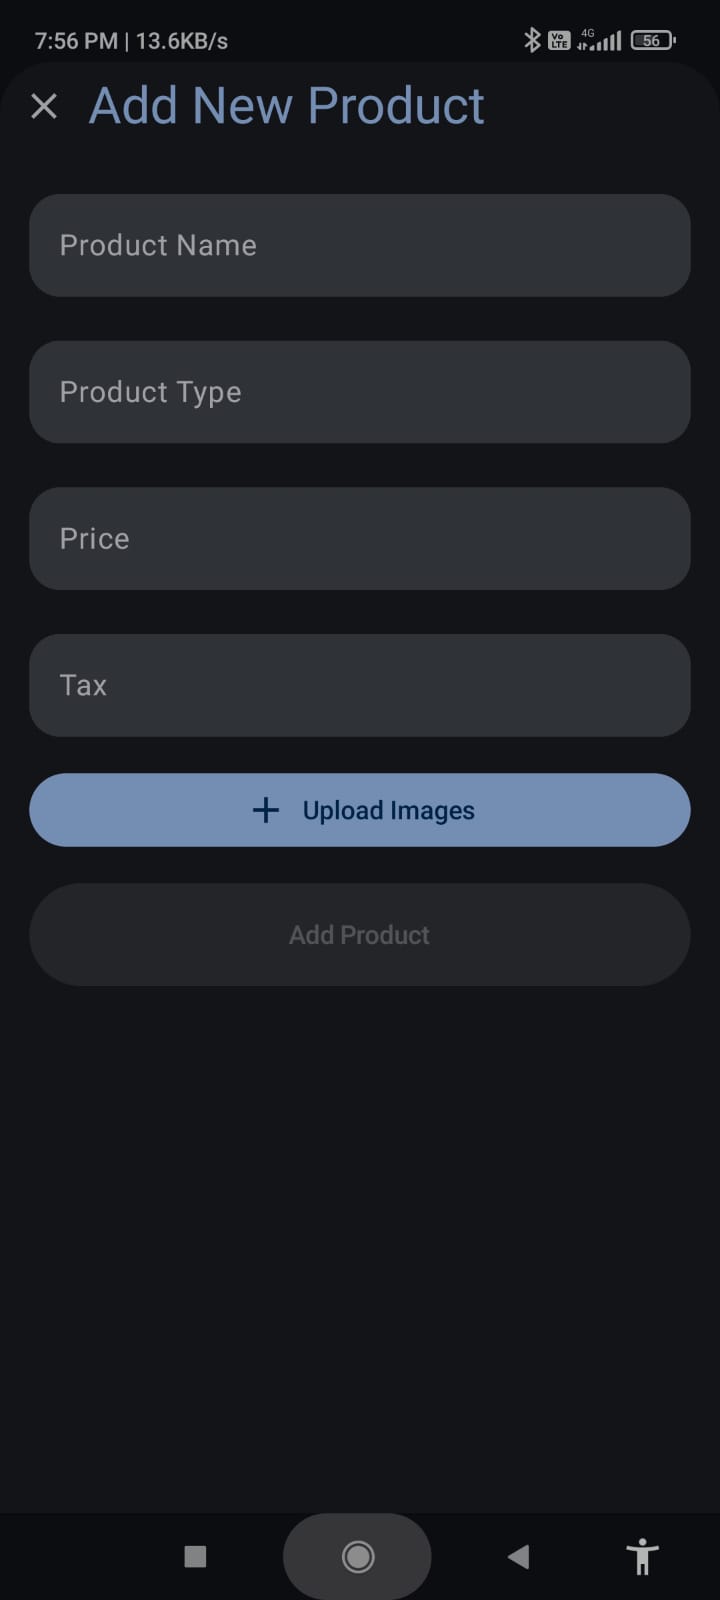 7:56 PM | 13.6KB/s Vo LTE 4G 56
Add New Product
Product Name
Product Type
Price
Tax
+ Upload Images
Add Product